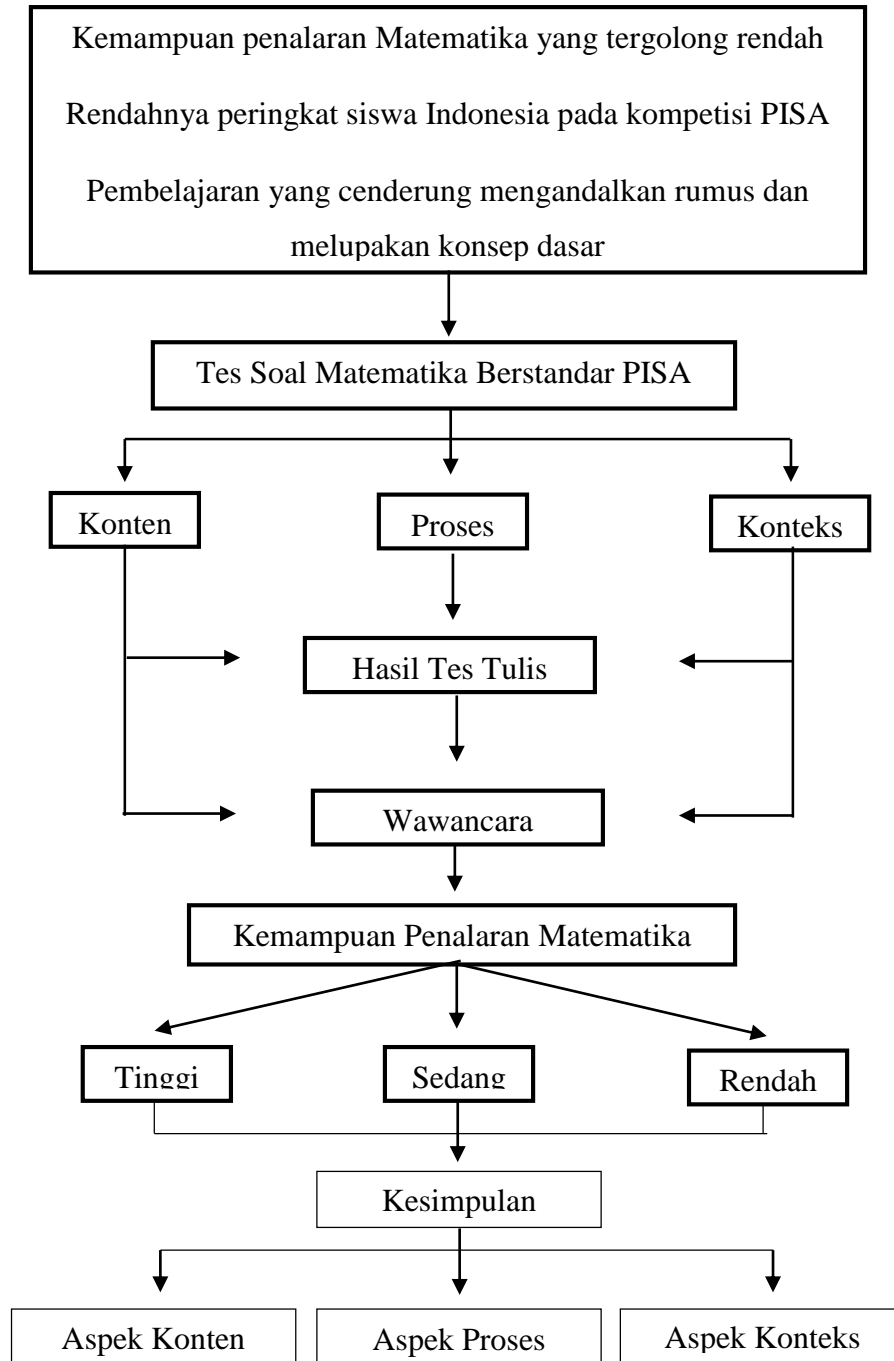 Kemampuan penalaran Matematika yang tergolong rendah
Rendahnya peringkat siswa Indonesia pada kompetisi PISA
Pembelajaran yang cenderung mengandalkan rumus dan
melupakan konsep dasar
Tes Soal Matematika Berstandar PISA
Konten
Proses
Konteks
Hasil Tes Tulis
Wawancara
Kemampuan Penalaran Matematika
Tinggi
Sedang
Rendah
Kesimpulan
Aspek Konten
Aspek Proses
Aspek Konteks